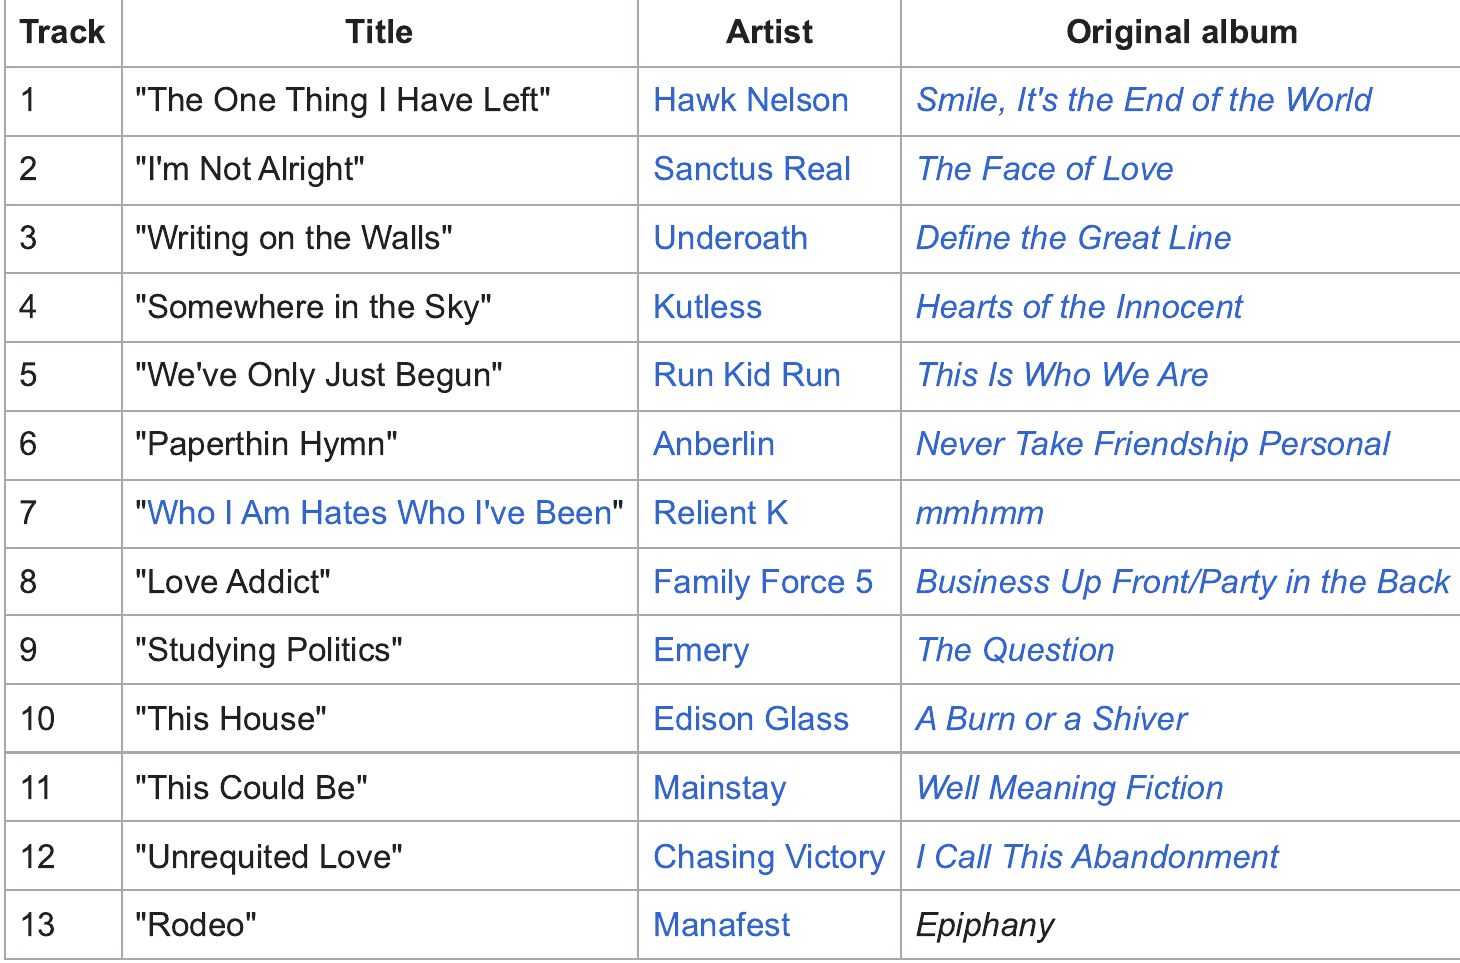 Track Title Artist Original album
1 "The One Thing I Have Left" Hawk Nelson Smile, It's the End of the World
2 "I'm Not Alright" Sanctus Real The Face of Love
3 "Writing on the Walls" Underoath Define the Great Line
4 "Somewhere in the Sky" Kutless Hearts of the Innocent
5 "We've Only Just Begun" Run Kid Run This Is Who We Are
6 "Paperthin Hymn" Anberlin Never Take Friendship Personal
7 "Who I Am Hates Who I've Been" Relient K mmhmm
8 "Love Addict" Family Force 5 Business Up Front/Party in the Back
9 "Studying Politics" Emery The Question
10 "This House" Edison Glass A Burn or a Shiver
11 "This Could Be" Mainstay Well Meaning Fiction
12 "Unrequited Love" Chasing Victory I Call This Abandonment
13 "Rodeo" Manafest Epiphany